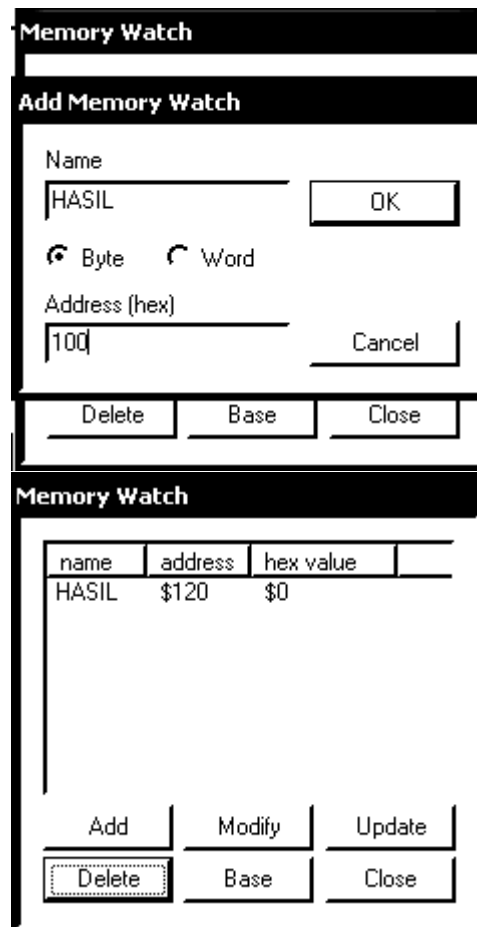 Memory Watch
Add Memory Watch
Name
HASIL
OK
Byte Word
Address (hex)
100
Cancel
Delete Base Close
Memory Watch
name address hex value
HASIL $120 $0
Add Modify Update
Delete Base Close